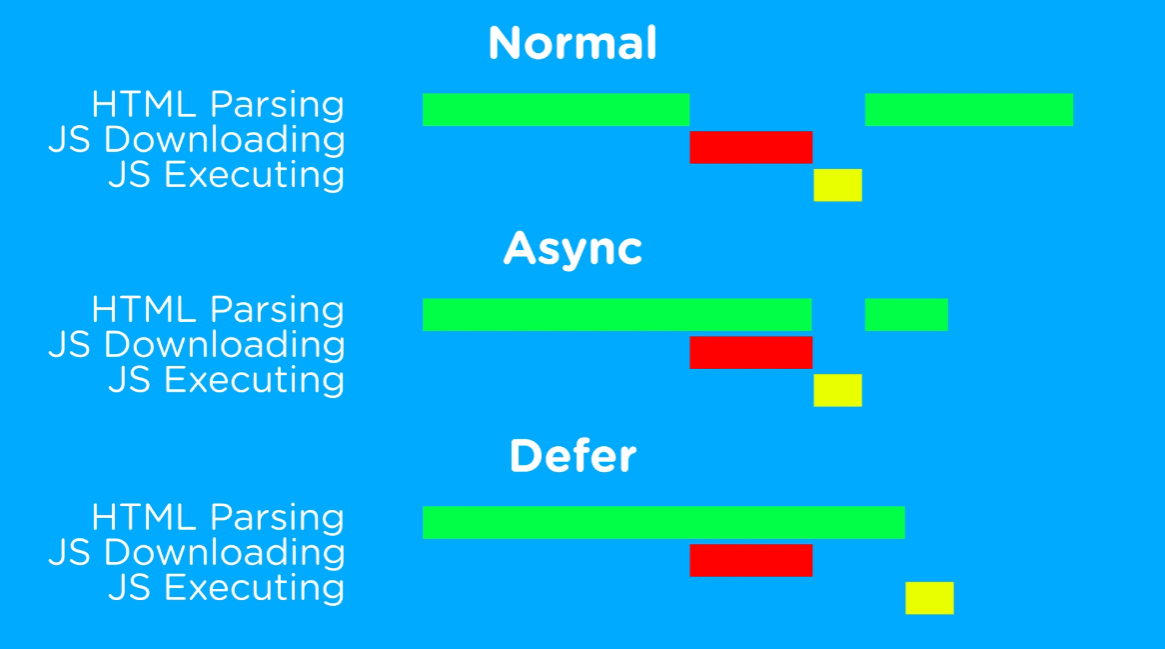 Normal
HTML Parsing
JS Downloading
JS Executing
Async
HTML Parsing
JS Downloading
JS Executing
Defer
HTML Parsing
JS Downloading
JS Executing